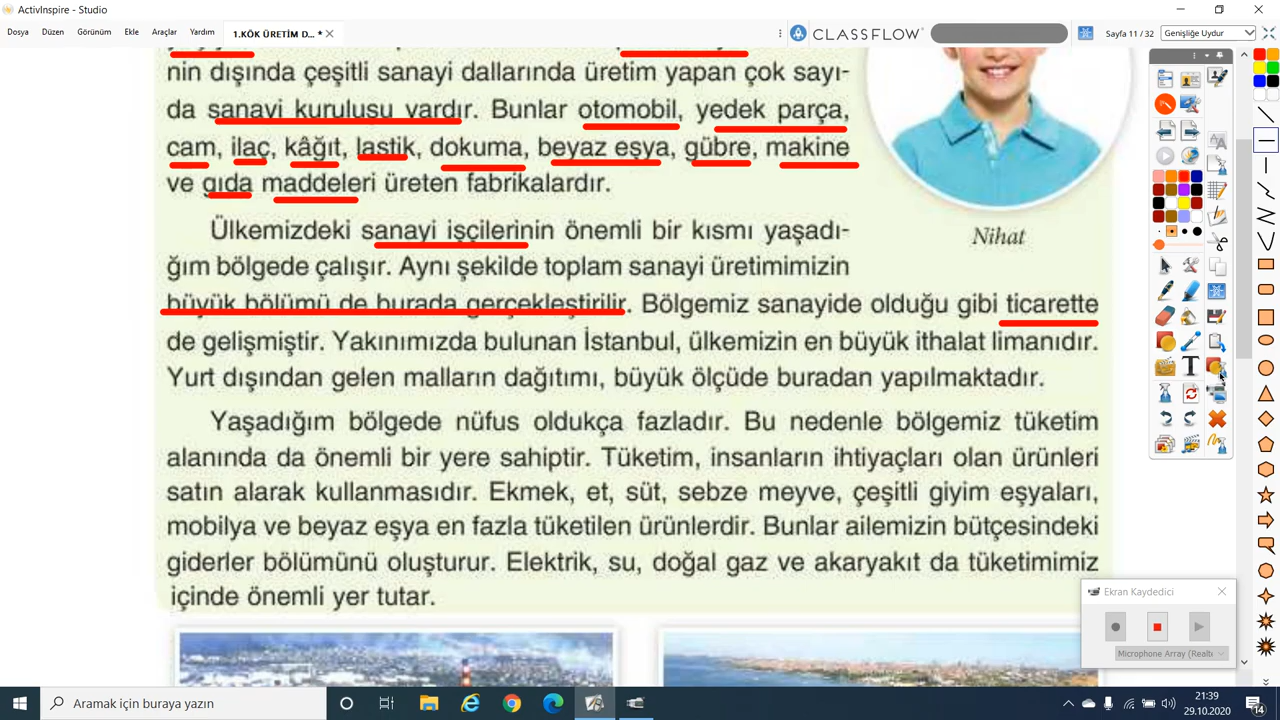 ActivInspire - Studio
Dosya Düzen Görünüm Ekle Araçlar Yardım
1.KÖK ÜRETİM D... *
CLASSFLOW
Sayfa 11 / 32
Genişliğe Uydur
nin dışında çeşitli sanayi dallarında üretim yapan çok sayı-
da sanayi kuruluşu vardır. Bunlar otomobil, yedek parça,
cam, ilaç, kâğıt, lastik, dokuma, beyaz eşya, gübre, makine
ve gıda maddeleri üreten fabrikalardır.
Nihat
Ülkemizdeki sanayi işçilerinin önemli bir kısmı yaşadı-
ğım bölgede çalışır. Aynı şekilde toplam sanayi üretimimizin
büyük bölümü de burada gerçekleştirilir. Bölgemiz sanayide olduğu gibi ticarette
de gelişmiştir. Yakınımızda bulunan İstanbul, ülkemizin en büyük ithalat limanıdır.
Yurt dışından gelen malların dağıtımı, büyük ölçüde buradan yapılmaktadır.
Yaşadığım bölgede nüfus oldukça fazladır. Bu nedenle bölgemiz tüketim
alanında da önemli bir yere sahiptir. Tüketim, insanların ihtiyaçları olan ürünleri
satın alarak kullanmasıdır. Ekmek, et, süt, sebze meyve, çeşitli giyim eşyaları,
mobilya ve beyaz eşya en fazla tüketilen ürünlerdir. Bunlar ailemizin bütçesindeki
giderler bölümünü oluşturur. Elektrik, su, doğal gaz ve akaryakıt da tüketimimiz
içinde önemli yer tutar.
Ekran Kaydedici
Microphone Array (Realte
Aramak için buraya yazın
21:39
29.10.2020
14